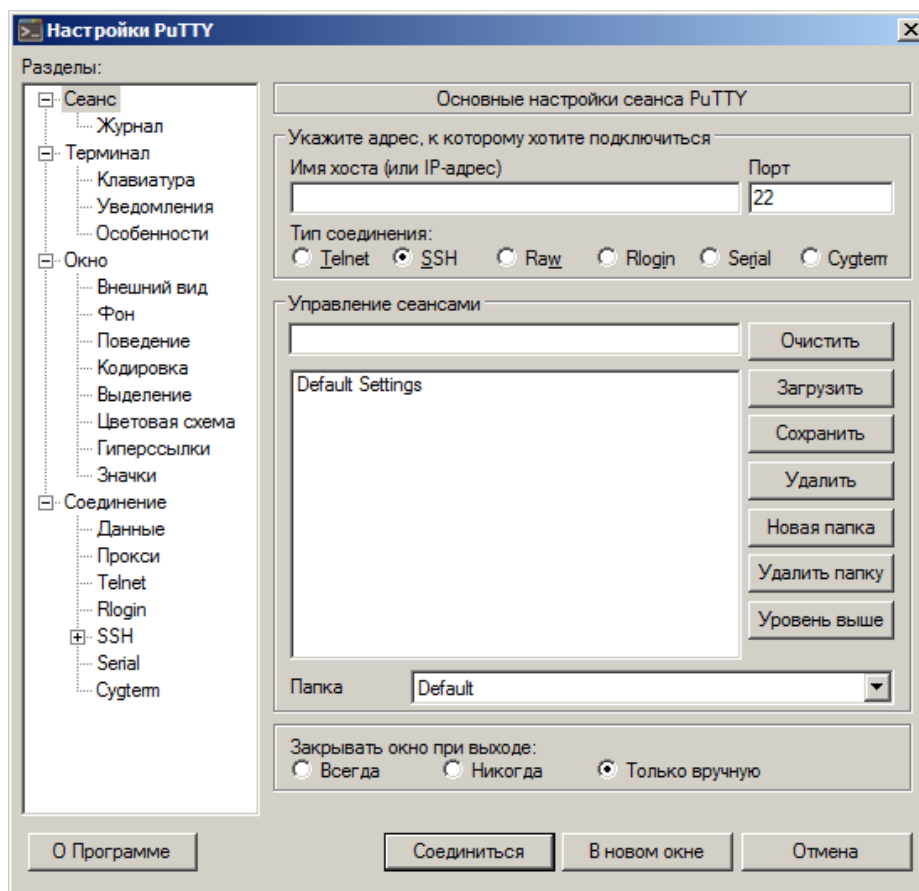 Настройки PuTTY
Разделы:
Сеанс
Журнал
Терминал
Клавиатура
Уведомления
Особенности
Окно
Внешний вид
Фон
Поведение
Кодировка
Выделение
Цветовая схема
Гиперссылки
Значки
Соединение
Данные
Прокси
Telnet
Rlogin
SSH
Serial
Cygterm
Основные настройки сеанса PuTTY
Укажите адрес, к которому хотите подключиться
Имя хоста (или IP-адрес) Порт
22
Тип соединения:
Telnet SSH Raw Rlogin Serial Cygterm
Управление сеансами
Очистить
Default Settings
Загрузить
Сохранить
Удалить
Новая папка
Удалить папку
Уровень выше
Папка Default
Закрывать окно при выходе:
Всегда Никогда Только вручную
О Программе Соединиться В новом окне Отмена